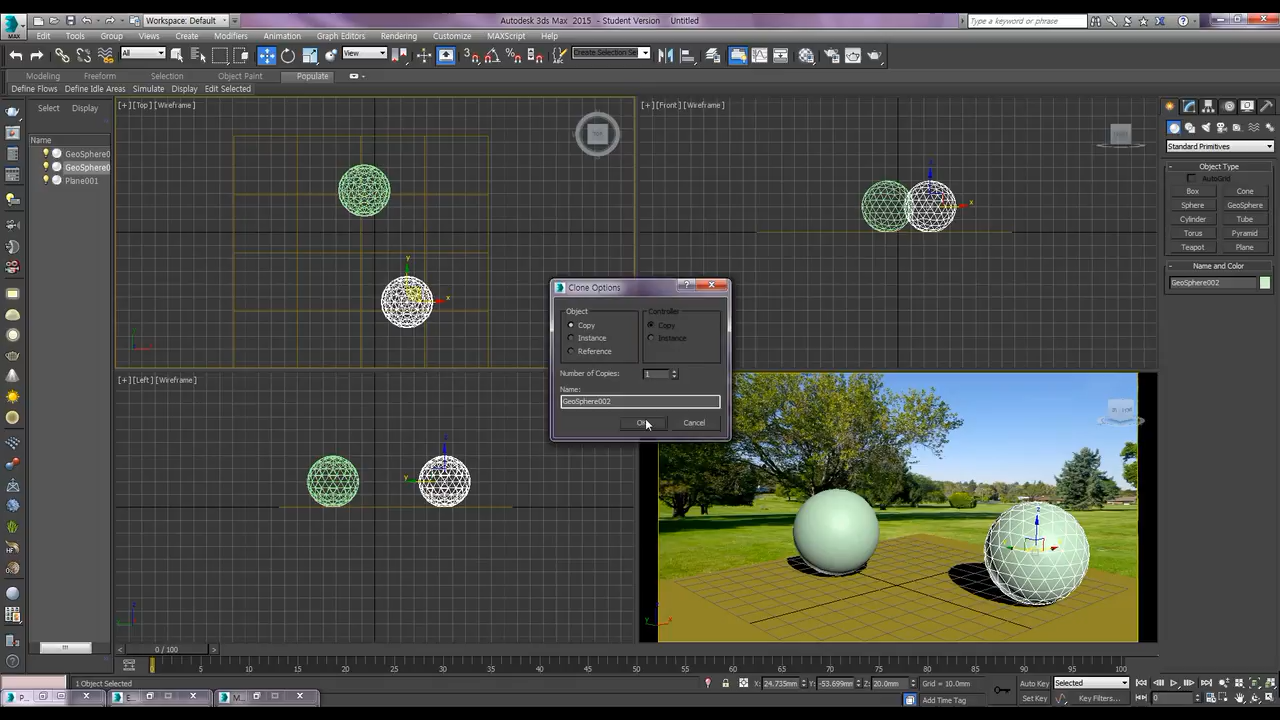 Workspace: Default
Autodesk 3ds Max 2015 - Student Version Untitled
Type a keyword or phrase
MAX
Edit Tools Group Views Create Modifiers Animation Graph Editors Rendering Customize MAXScript Help
All
View
Create Selection Se
Modeling Freeform Selection Object Paint Populate
Define Flows Define Idle Areas Simulate Display Edit Selected
Select Display
Name
GeoSphere0
GeoSphere0
Plane001
[+] [Top] [Wireframe]
[+] [Front] [Wireframe]
[+] [Left] [Wireframe]
TOP
Standard Primitives
Object Type
AutoGrid
Box Cone
Sphere GeoSphere
Cylinder Tube
Torus Pyramid
Teapot Plane
Name and Color
GeoSphere002
Clone Options
Object
Copy
Instance
Reference
Controller
Copy
Instance
Number of Copies: 1
Name:
GeoSphere002
OK Cancel
0 / 100
0 5 10 15 20 25 30 35 40 45 50 55 60 65 70 75 80 85 90 95 100
1 Object Selected
X: 24.735mm Y: -53.699mm Z: 20.0mm Grid = 10.0mm
Add Time Tag
Auto Key Selected
Set Key Key Filters...
0
P... E... M...